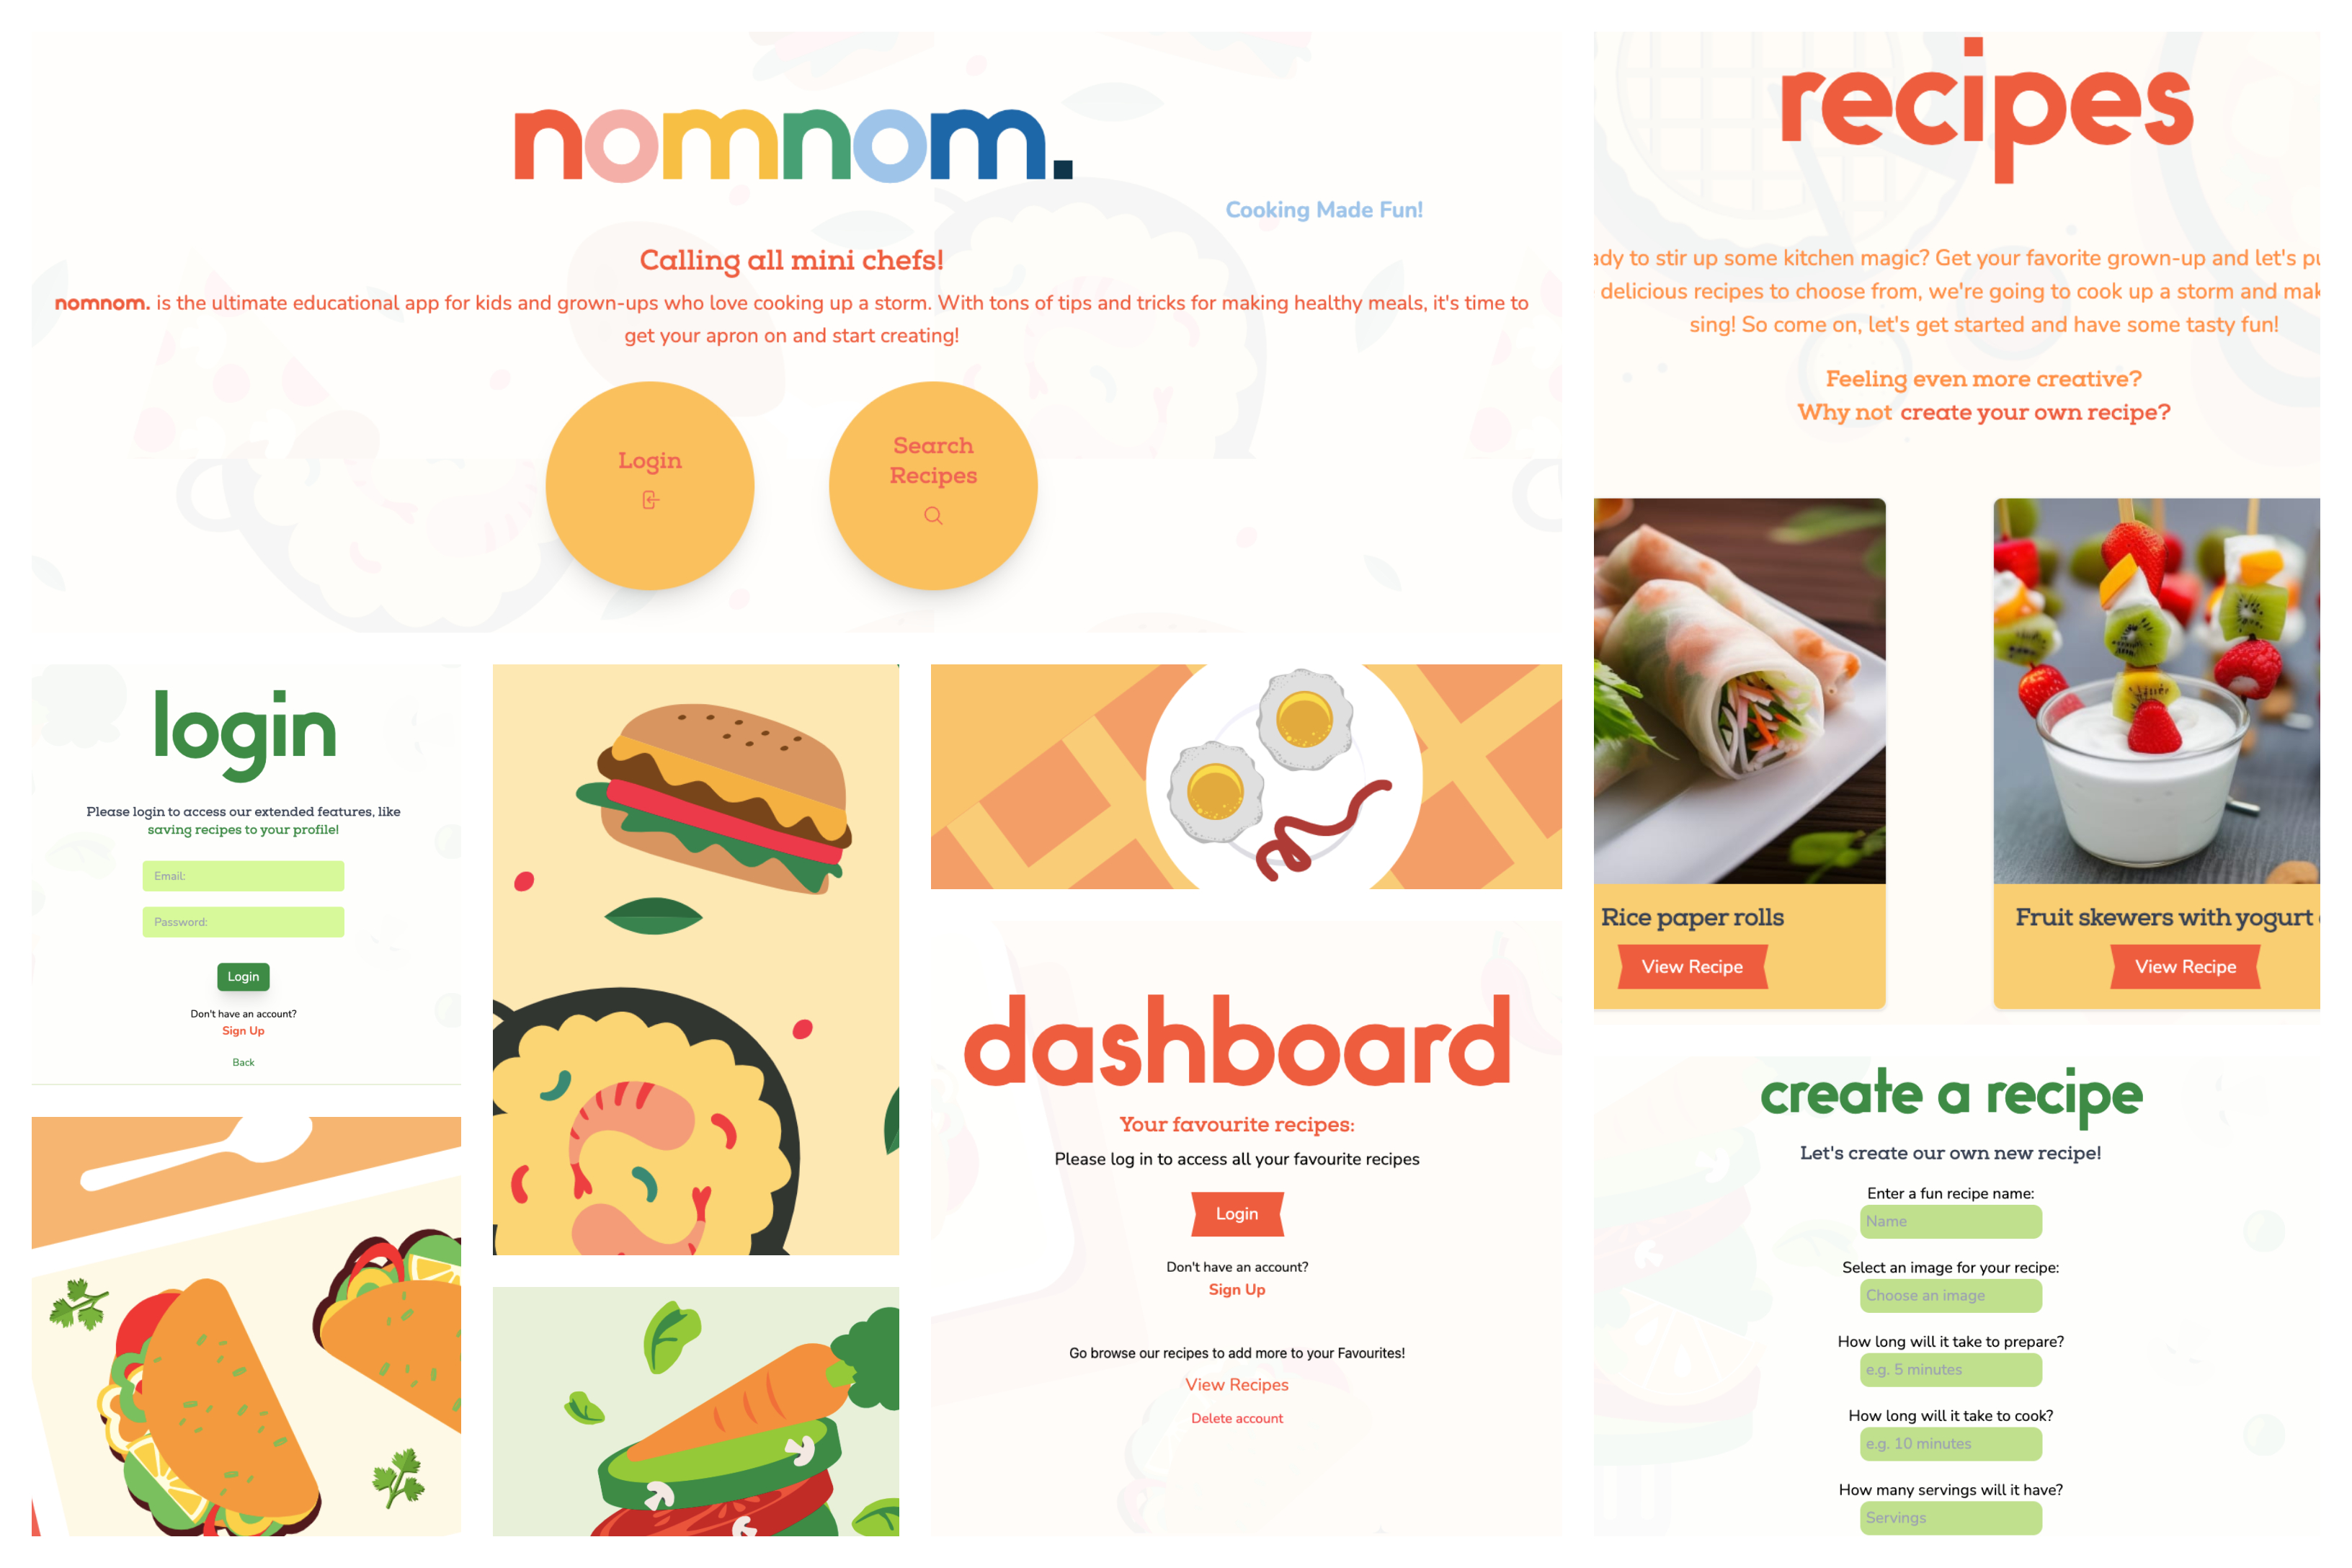 nomnom.
Cooking Made Fun!
Calling all mini chefs!
nomnom. is the ultimate educational app for kids and grown-ups who love cooking up a storm. With tons of tips and tricks for making healthy meals, it's time to
get your apron on and start creating!
Login
Search
Recipes
recipes
ady to stir up some kitchen magic? Get your favorite grown-up and let's pu
delicious recipes to choose from, we're going to cook up a storm and mak
sing! So come on, let's get started and have some tasty fun!
Feeling even more creative?
Why not create your own recipe?
Rice paper rolls
View Recipe
Fruit skewers with yogurt
View Recipe
login
Please login to access our extended features, like
saving recipes to your profile!
Email:
Password:
Login
Don't have an account?
Sign Up
Back
dashboard
Your favourite recipes:
Please log in to access all your favourite recipes
Login
Don't have an account?
Sign Up
Go browse our recipes to add more to your Favourites!
View Recipes
Delete account
create a recipe
Let's create our own new recipe!
Enter a fun recipe name:
Name
Select an image for your recipe:
Choose an image
How long will it take to prepare?
e.g. 5 minutes
How long will it take to cook?
e.g. 10 minutes
How many servings will it have?
Servings